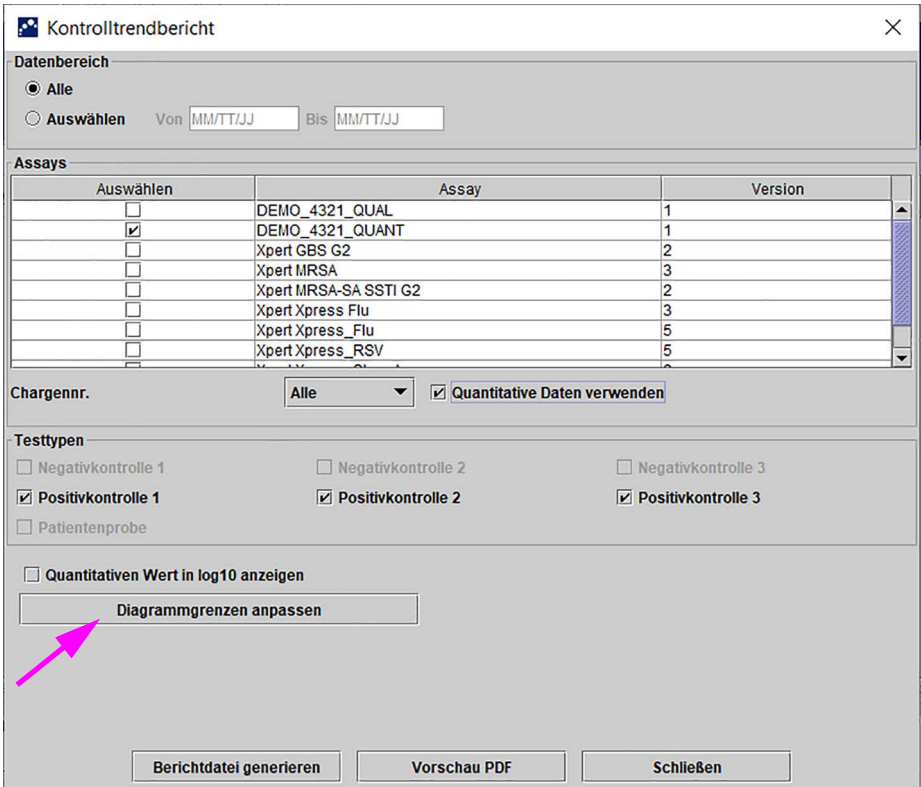 Kontrolltrendbericht
Datenbereich
Alle
Auswählen Von MM/TT/JJ Bis MM/TT/JJ
Assays
Auswählen Assay Version
DEMO_4321_QUAL 1
DEMO_4321_QUANT 1
Xpert GBS G2 2
Xpert MRSA 3
Xpert MRSA-SA SSTI G2 2
Xpert Xpress Flu 3
Xpert Xpress_Flu 5
Xpert Xpress_RSV 5
Chargennr. Alle Quantitative Daten verwenden
Testtypen
Negativkontrolle 1 Negativkontrolle 2 Negativkontrolle 3
Positivkontrolle 1 Positivkontrolle 2 Positivkontrolle 3
Patientenprobe
Quantitativen Wert in log10 anzeigen
Diagrammgrenzen anpassen
Berichtdatei generieren Vorschau PDF Schließen